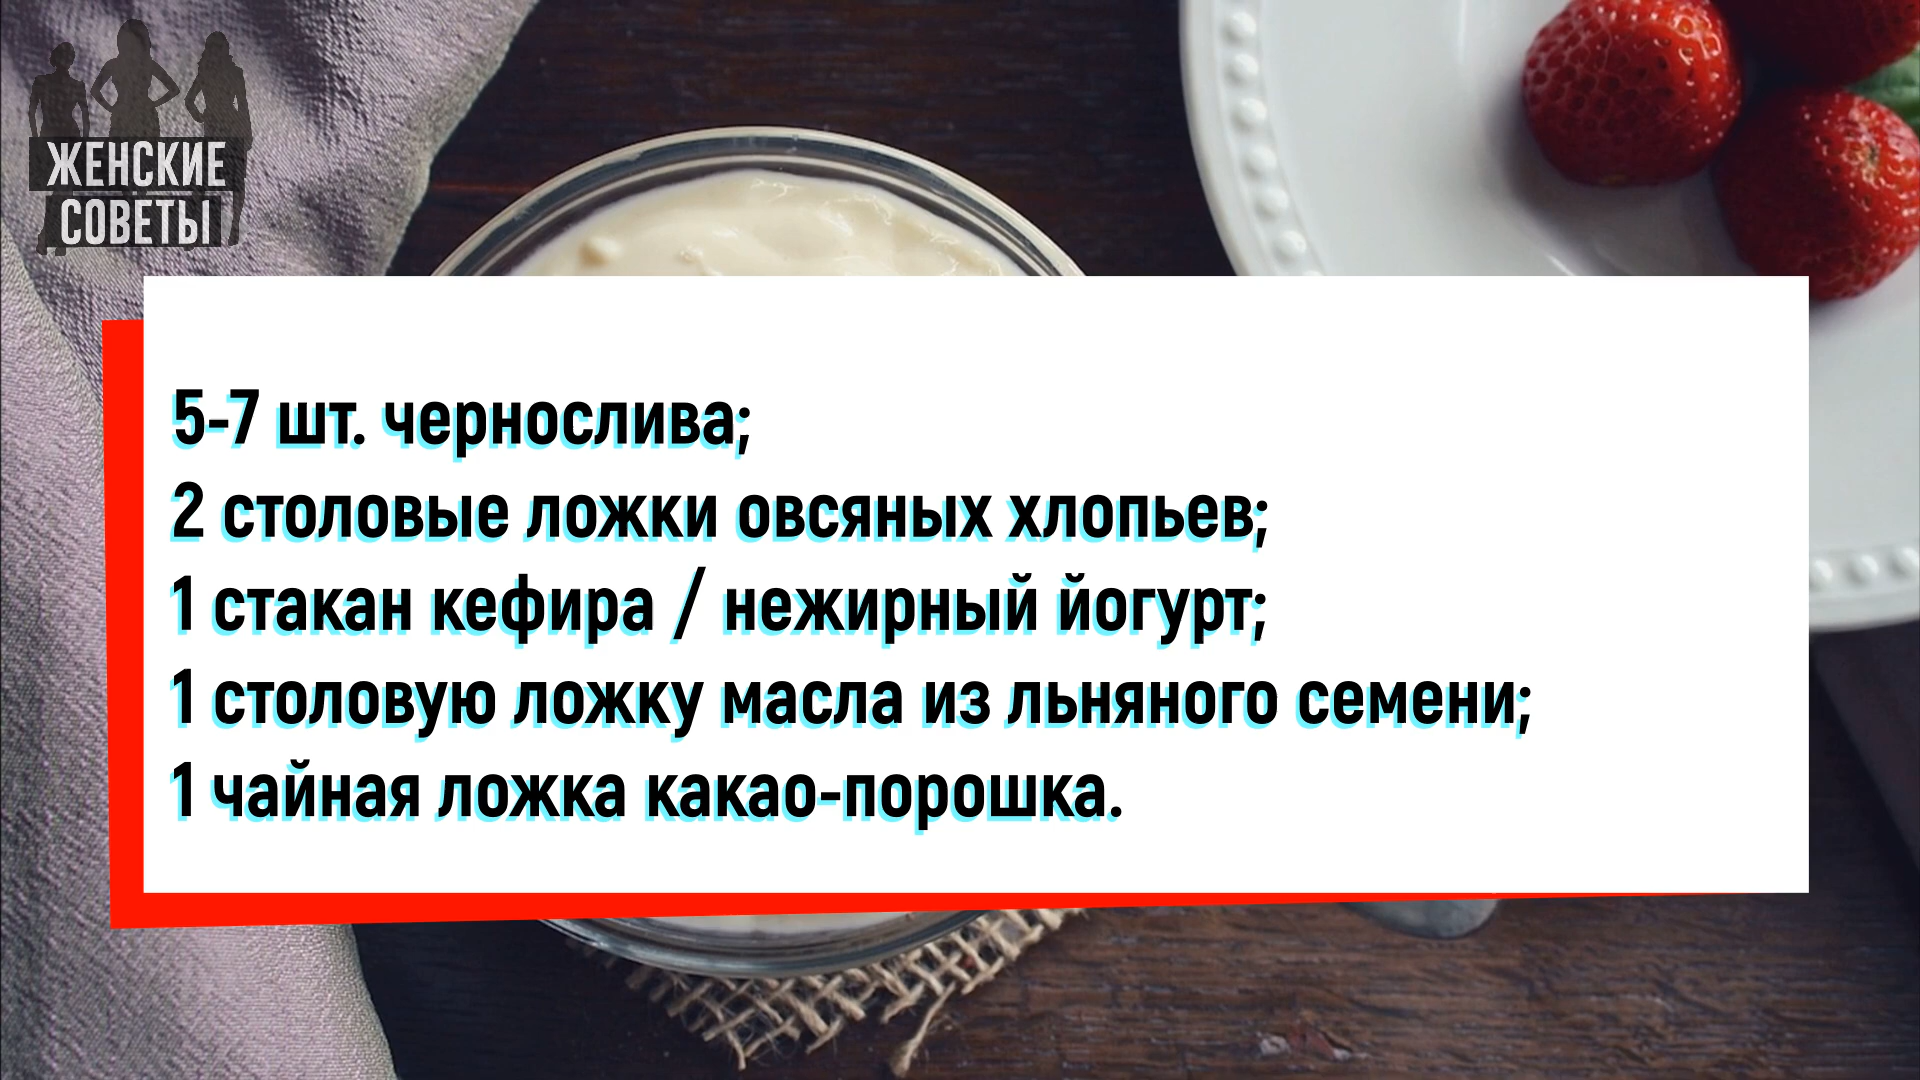 ЖЕНСКИЕ
СОВЕТЫ
5-7 шт. чернослива;
2 столовые ложки овсяных хлопьев;
1 стакан кефира / нежирный йогурт;
1 столовую ложку масла из льняного семени;
1 чайная ложка какао-порошка.